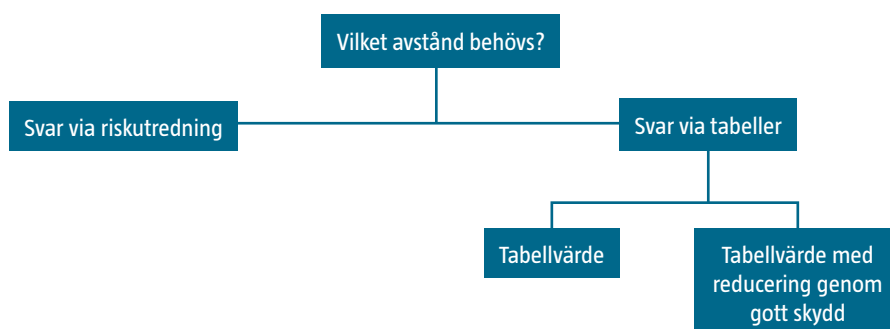 Vilket avstånd behövs?
Svar via riskutredning
Svar via tabeller
Tabellvärde
Tabellvärde med
reducering genom
gott skydd